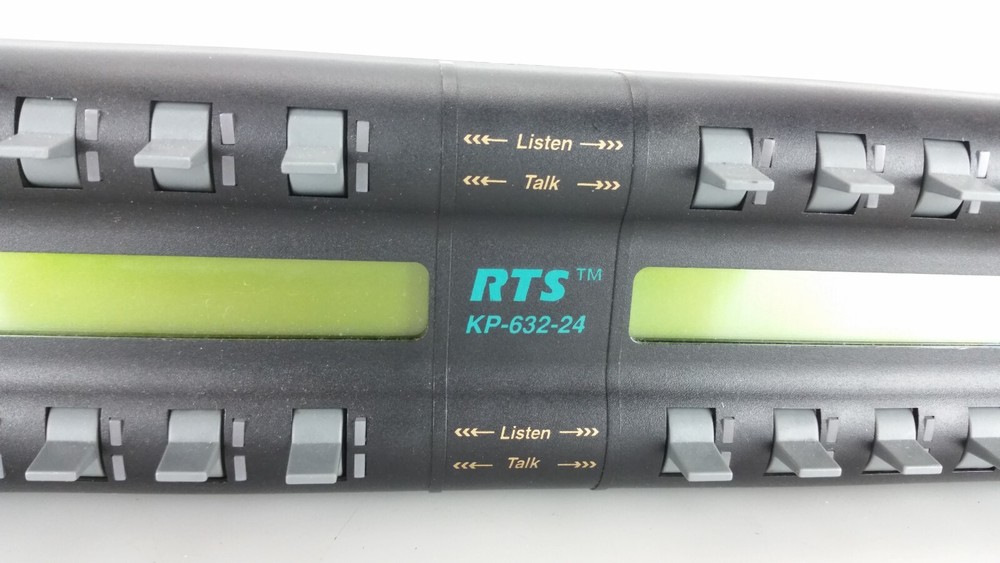 Listen
Talk
RTS™
KP-632-24
Listen
Talk